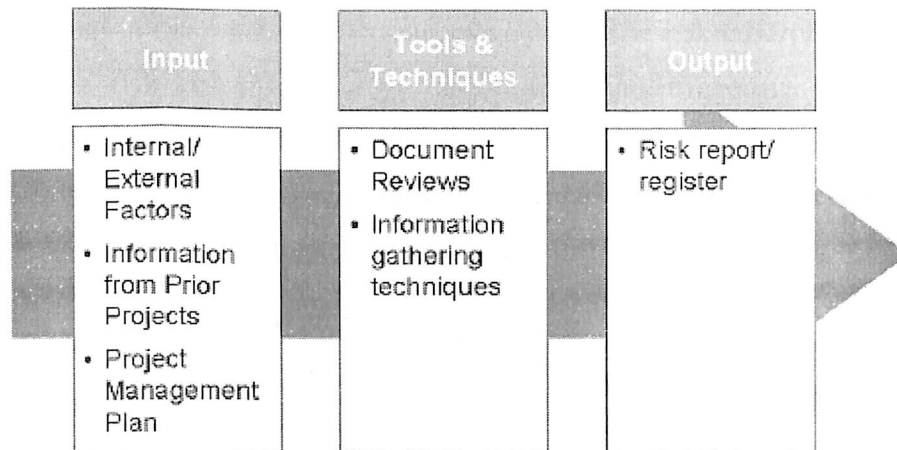 Input
Tools &
Techniques
Output
• Internal/
External
Factors
• Information
from Prior
Projects
• Project
Management
Plan
• Document
Reviews
• Information
gathering
techniques
• Risk report/
register